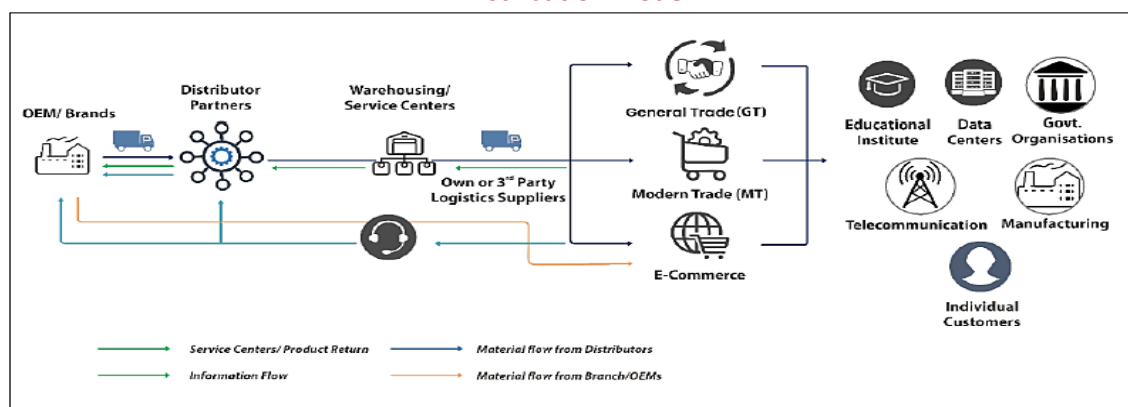 OEM/ Brands
Distributor
Partners
Warehousing/
Service Centers
Own or 3rd Party
Logistics Suppliers
General Trade (GT)
Modern Trade (MT)
E-Commerce
Educational
Institute
Data
Centers
Govt.
Organisations
Telecommunication
Manufacturing
Individual
Customers
Service Centers/ Product Return
Material flow from Distributors
Information Flow
Material flow from Branch/OEMs